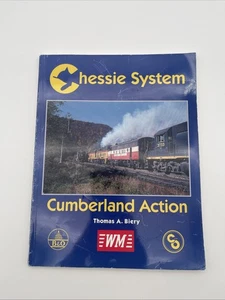 Chessie System
Cumberland Action
Thomas A. Biery
B&O
WM